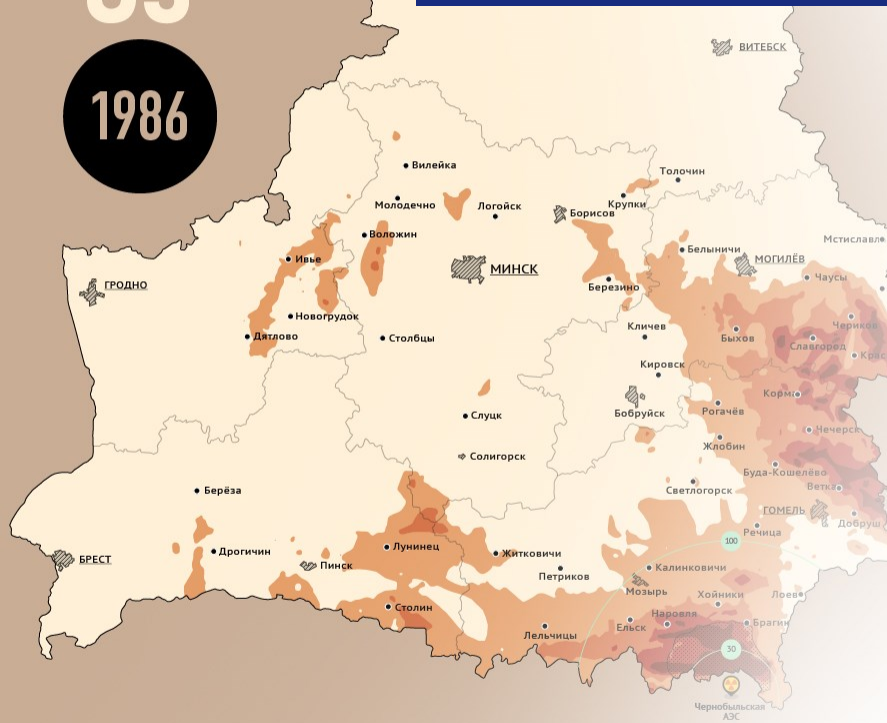 1986
ВИТЕБСК
Вилейка
Толочин
Молодечно
Логойск
Крупки
Борисов
Воложин
Мстиславл
Белыничи
Ивье
МОГИЛЁВ
МИНСК
Чаусы
ГРОДНО
Березино
Новогрудок
Чериков
Кличев
Дятлово
Столбцы
Быхов
Славгород
Крас
Кировск
Корма
Слуцк
Бобруйск
Рогачёв
Чечерск
Жлобин
Солигорск
Буда-Кошелёво
Берёза
Светлогорск
Ветка
ГОМЕЛЬ
Добруш
Речица
100
Дрогичин
Лунинец
Житковичи
БРЕСТ
Пинск
Калинковичи
Петриков
Мозырь
Хойники
Лоев
Столин
Наровля
Ельск
Брагин
Лельчицы
30
Чернобыльская
АЭС